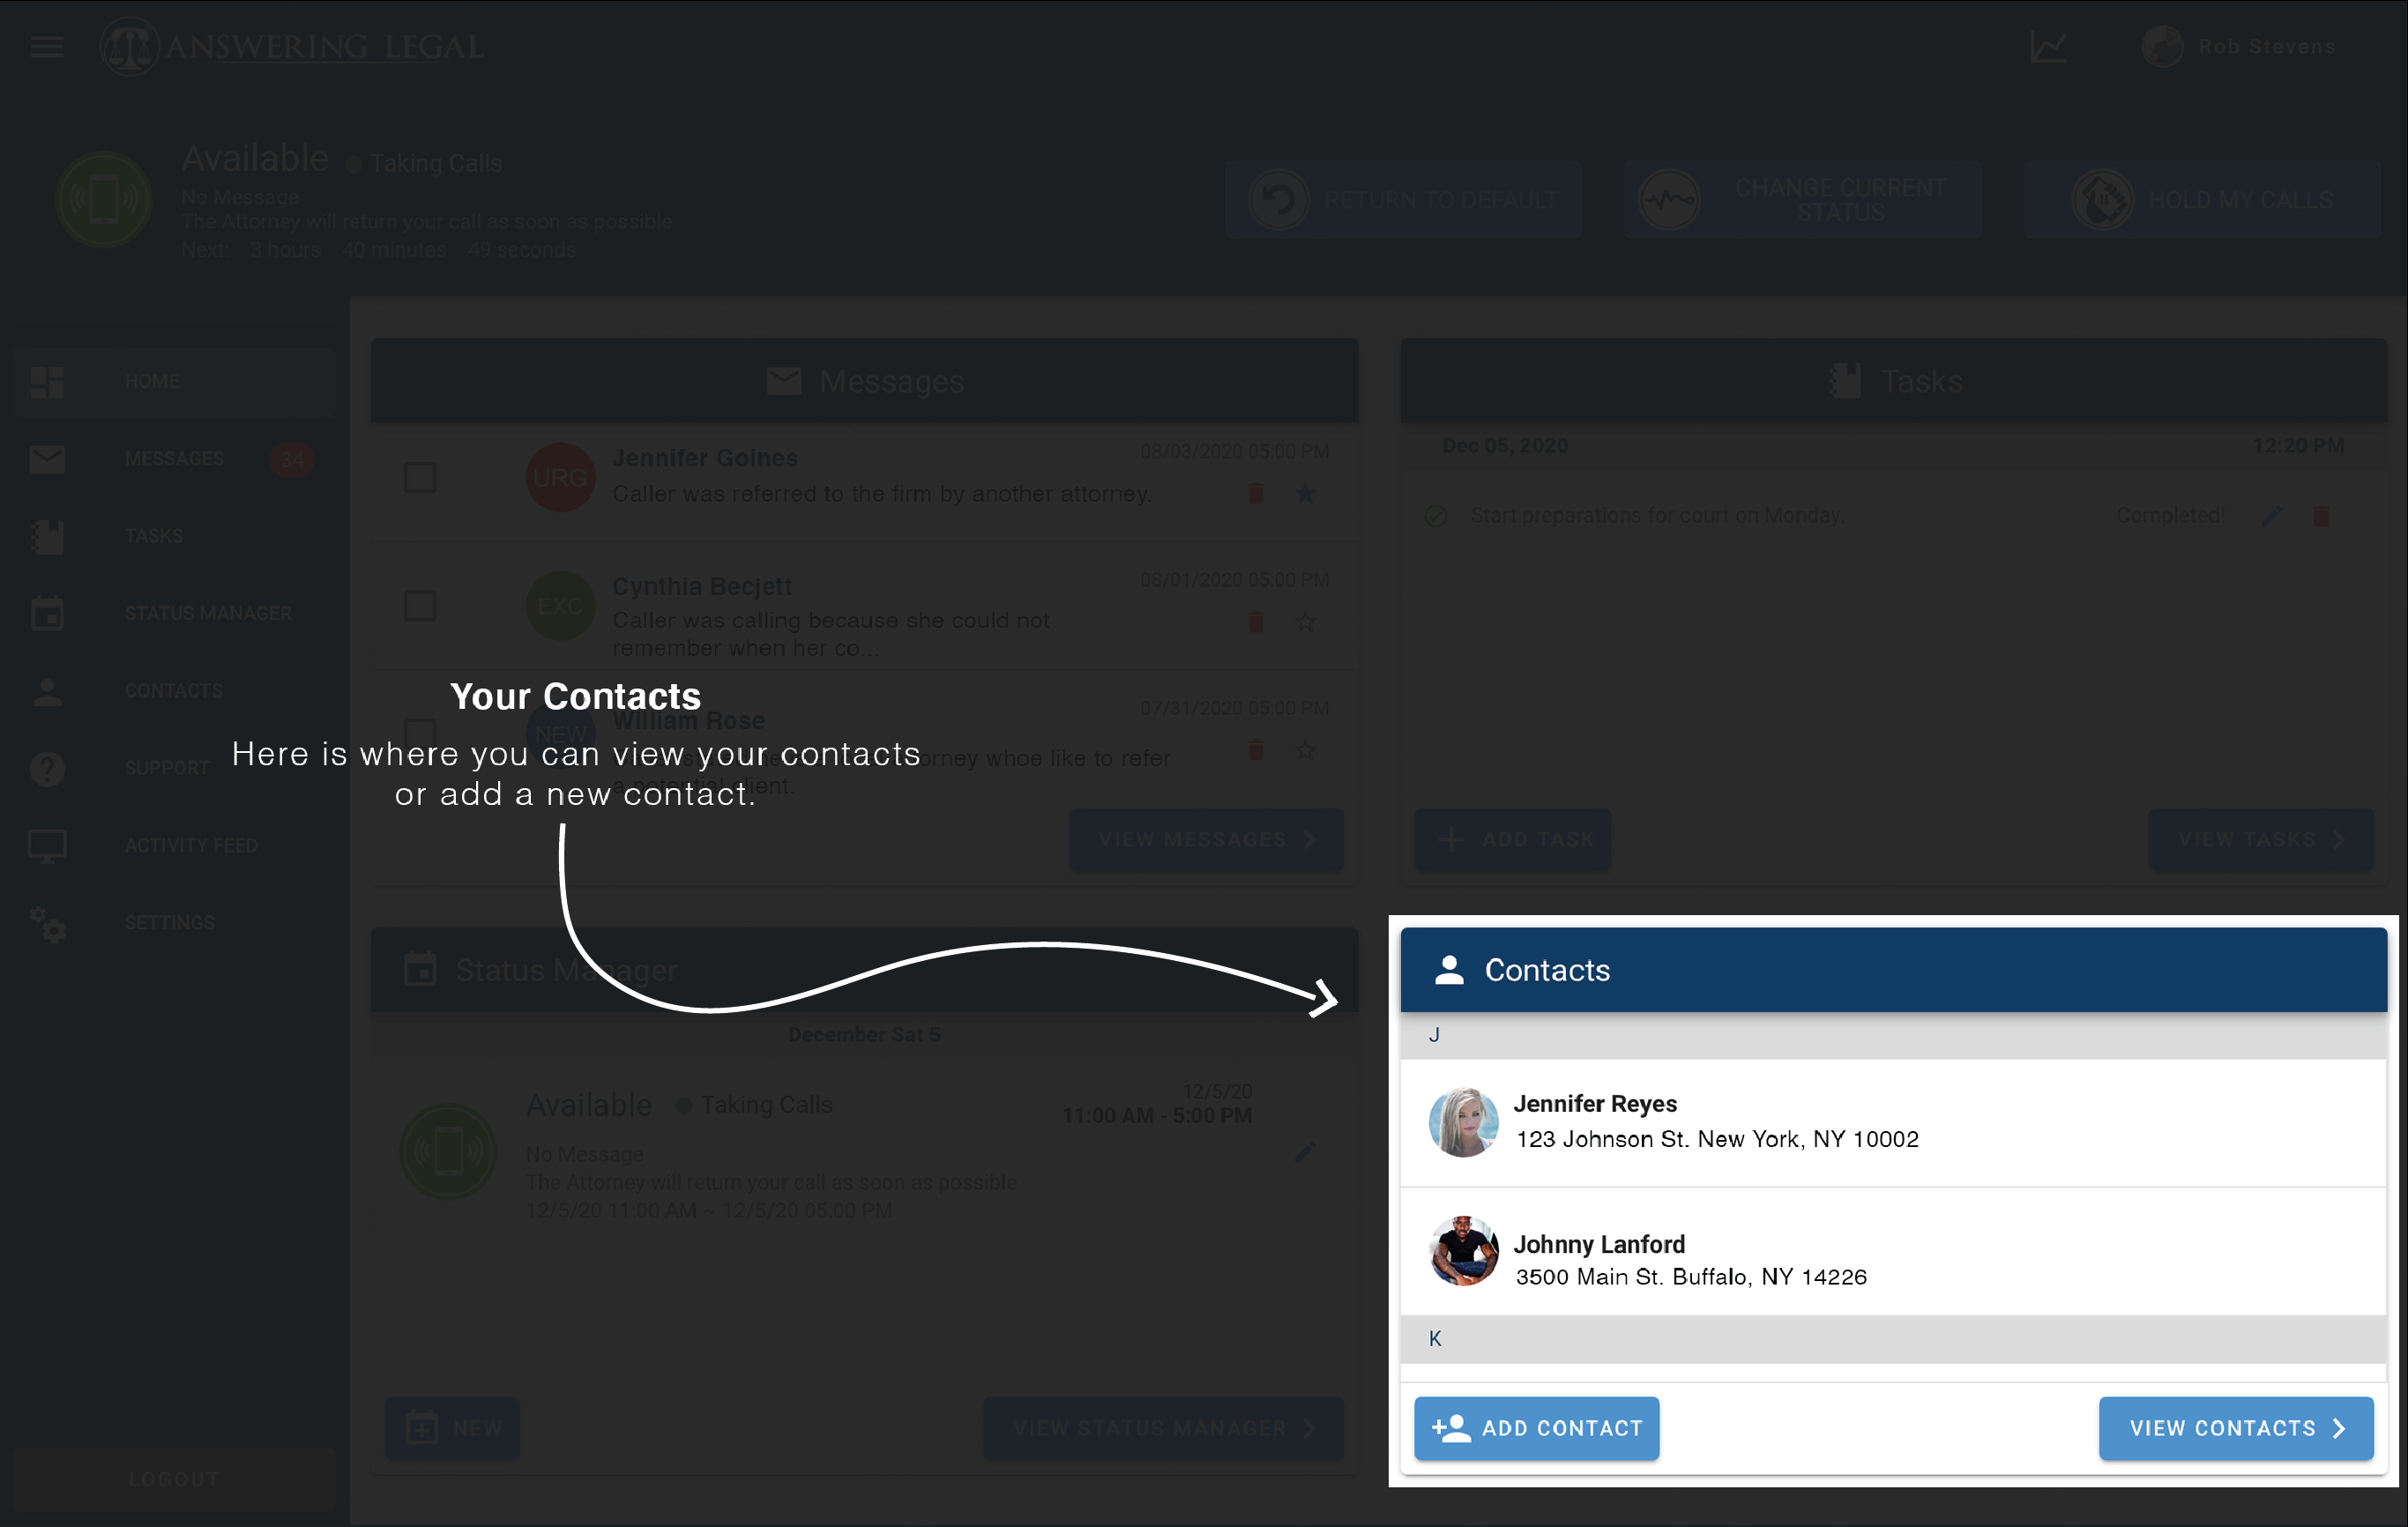 ANSWERING LEGAL
Rob Stevens
Available
Taking Calls
No Message
The Attorney will return your call as soon as possible
Next: 3 hours 40 minutes 49 seconds
RETURN TO DEFAULT
CHANGE CURRENT
STATUS
HOLD MY CALLS
HOME
MESSAGES
34
TASKS
STATUS MANAGER
CONTACTS
SUPPORT
ACTIVITY FEED
SETTINGS
LOGOUT
Messages
URG
Jennifer Goines
08/03/2020 05:00 PM
Caller was referred to the firm by another attorney.
EXC
Cynthia Becjett
08/01/2020 05:00 PM
Caller was calling because she could not
remember when her co...
NEW
William Rose
07/31/2020 05:00 PM
whoe like to refer
VIEW MESSAGES
Tasks
Dec 05, 2020
12:20 PM
Start preparations for court on Monday.
Completed!
ADD TASK
VIEW TASKS
Your Contacts
Here is where you can view your contacts
or add a new contact.
Status Manager
December Sat 5
Available
Taking Calls
12/5/20
11:00 AM - 5:00 PM
No Message
The Attorney will return your call as soon as possible
12/5/20 11:00 AM ~ 12/5/20 05:00 PM
NEW
VIEW STATUS MANAGER
Contacts
J
Jennifer Reyes
123 Johnson St. New York, NY 10002
Johnny Lanford
3500 Main St. Buffalo, NY 14226
K
ADD CONTACT
VIEW CONTACTS